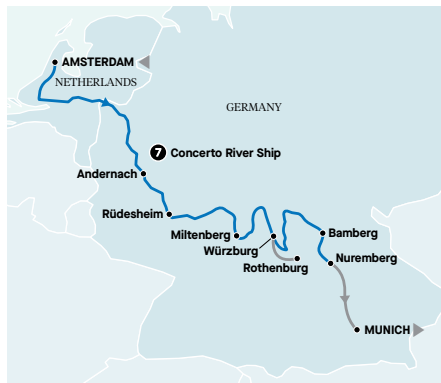 AMSTERDAM
NETHERLANDS
GERMANY
7 Concerto River Ship
Andernach
Rüdesheim
Miltenberg
Würzburg
Rothenburg
Bamberg
Nuremberg
MUNICH